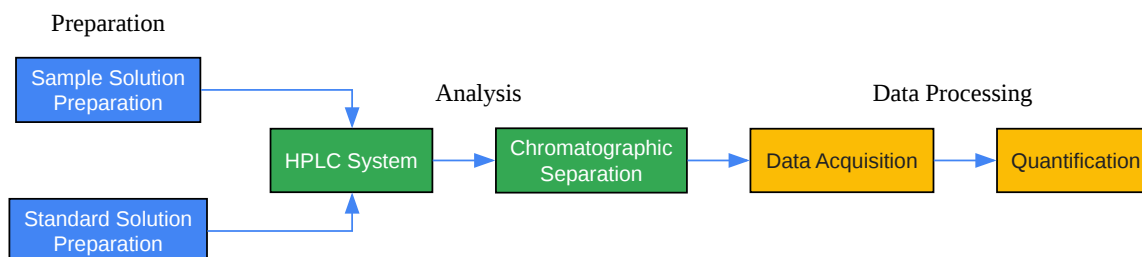 Preparation
Sample Solution
Preparation
Analysis
Data Processing
HPLC System
Chromatographic
Separation
Data Acquisition
Quantification
Standard Solution
Preparation